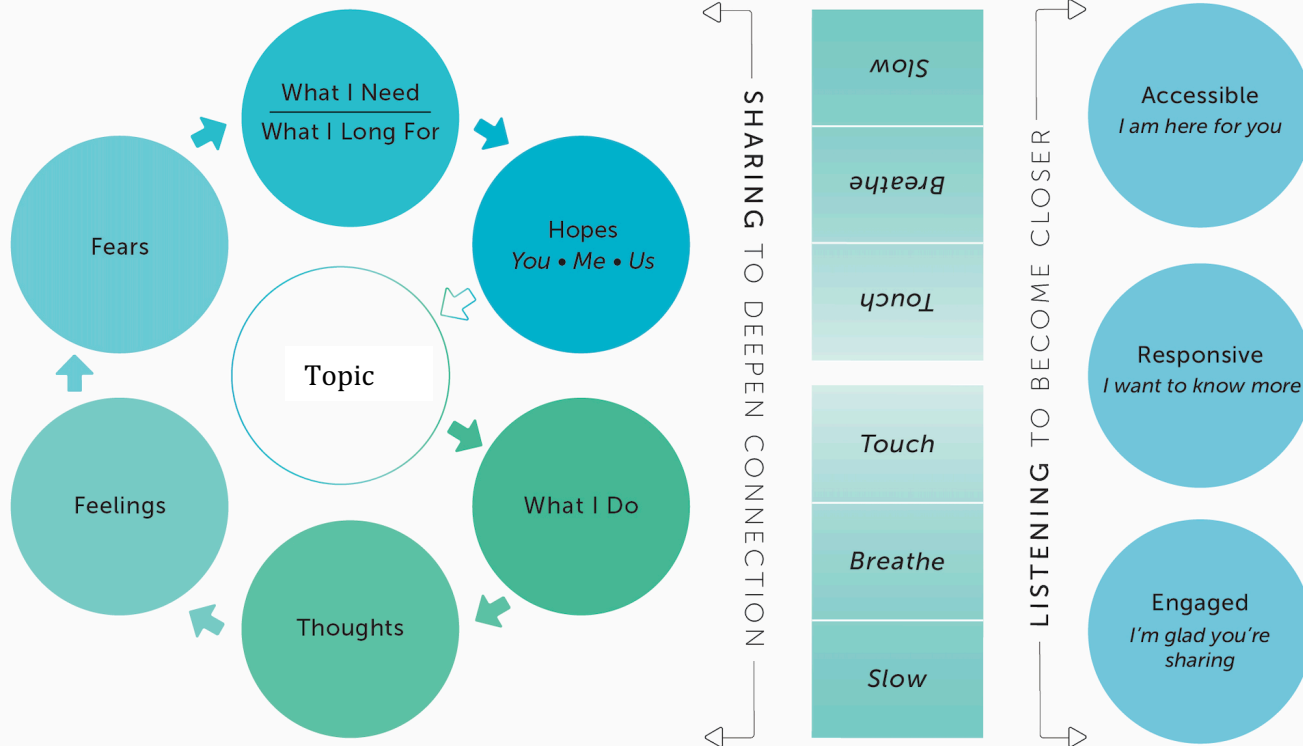 What I Need
What I Long For
Hopes
You • Me • Us
Fears
Topic
What I Do
Feelings
Thoughts
SHARING TO DEEPEN CONNECTION
Slow
Breathe
Touch
Touch
Breathe
Slow
LISTENING TO BECOME CLOSER
Accessible
I am here for you
Responsive
I want to know more
Engaged
I'm glad you're
sharing